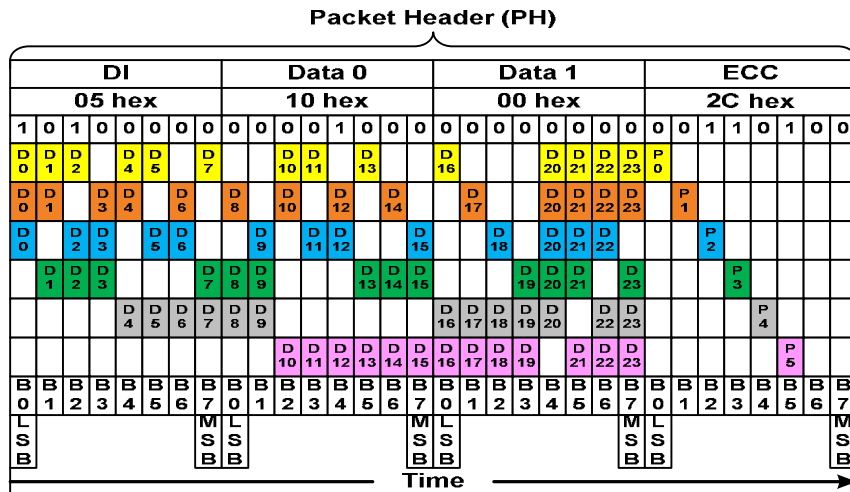 Packet Header (PH)
DI Data 0 Data 1 ECC
05 hex 10 hex 00 hex 2C hex
1 0 1 0 0 0 0 0 0 0 0 0 1 0 0 0 0 0 0 0 0 0 0 0 0 0 1 1 0 1 0 0
D0 D1 D2 D4 D5 D7 D10 D11 D13 D16 D20 D21 D22 D23 P0
D0 D1 D3 D4 D6 D8 D10 D12 D14 D17 D20 D21 D22 D23 P1
D0 D2 D3 D5 D6 D9 D11 D12 D15 D18 D20 D21 D22 P2
D1 D2 D3 D7 D8 D9 D13 D14 D15 D19 D20 D21 D23 P3
D4 D5 D6 D7 D8 D9 D16 D17 D18 D19 D20 D22 D23 P4
D10 D11 D12 D13 D14 D15 D16 D17 D18 D19 D21 D22 D23 P5
B0 B1 B2 B3 B4 B5 B6 B7 B0 B1 B2 B3 B4 B5 B6 B7 B0 B1 B2 B3 B4 B5 B6 B7 B0 B1 B2 B3 B4 B5 B6 B7
LSB MSB LSB MSB LSB MSB LSB MSB
Time